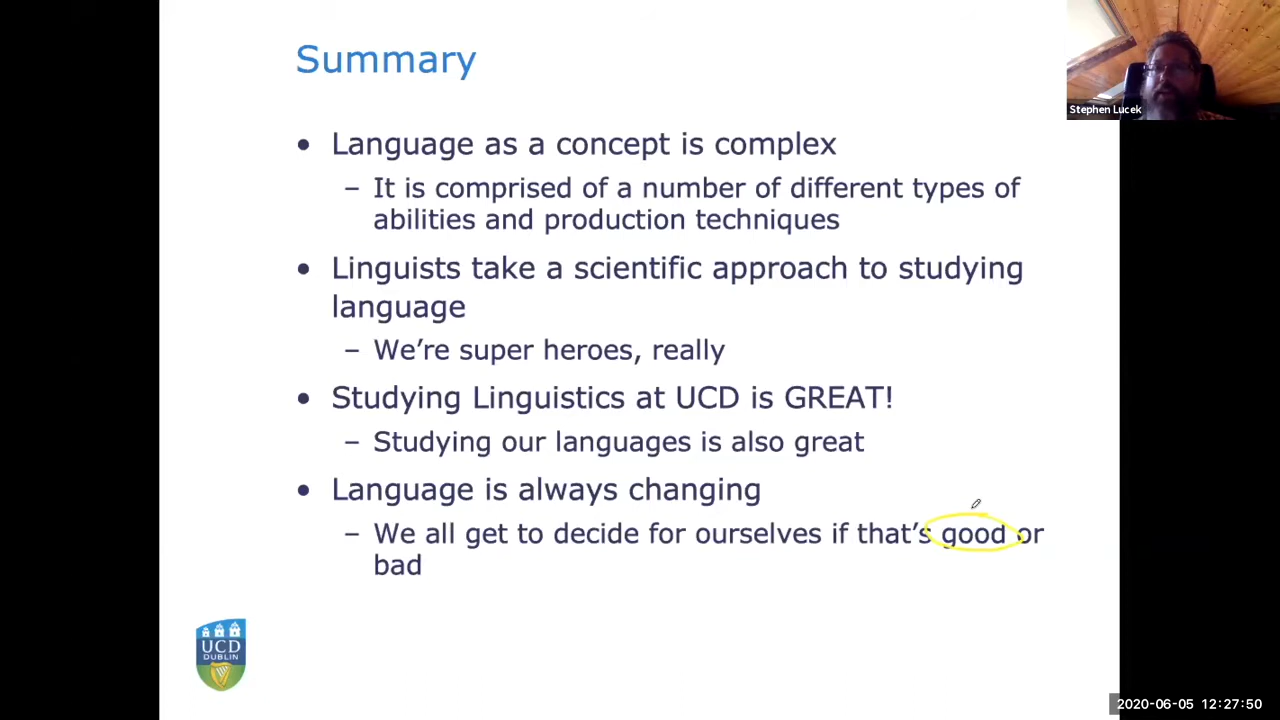 Summary
Stephen Lucek
• Language as a concept is complex
– It is comprised of a number of different types of
abilities and production techniques
• Linguists take a scientific approach to studying
language
– We’re super heroes, really
• Studying Linguistics at UCD is GREAT!
– Studying our languages is also great
• Language is always changing
– We all get to decide for ourselves if that’s good or
bad
UCD
DUBLIN
2020-06-05 12:27:50